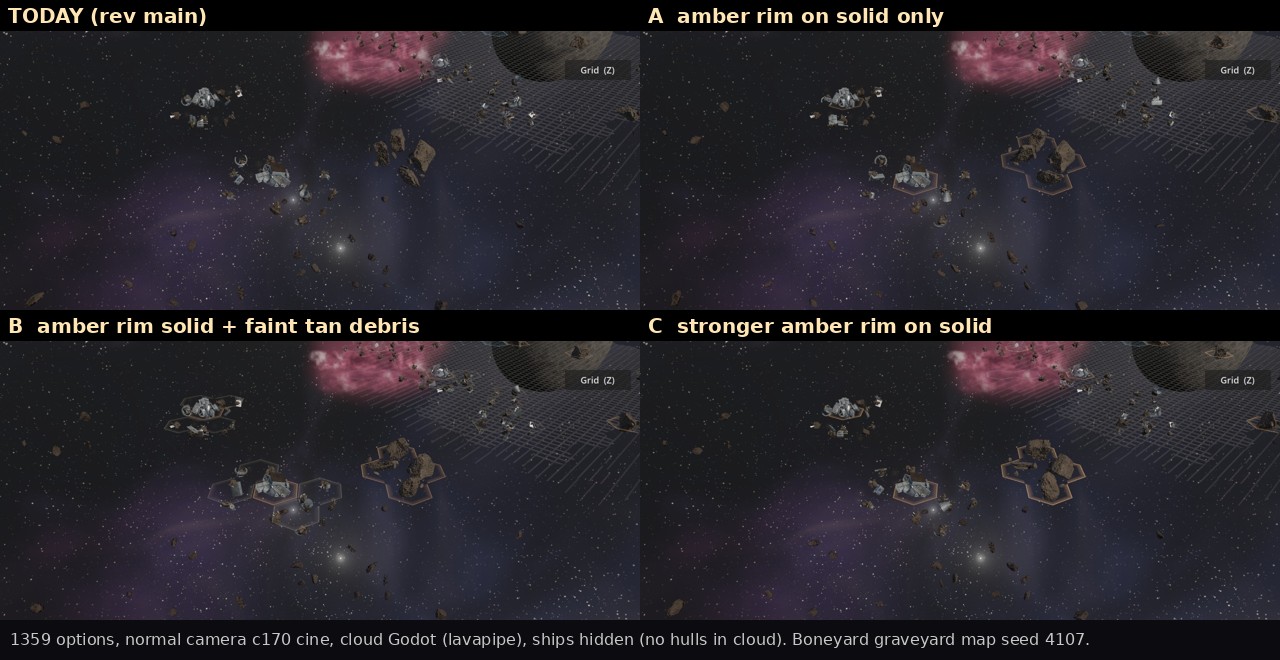 TODAY (rev main)
A amber rim on solid only
Grid (Z)
Grid (Z)
B amber rim solid + faint tan debris
C stronger amber rim on solid
Grid (Z)
Grid (Z)
1359 options, normal camera c170 cine, cloud Godot (lavapipe), ships hidden (no hulls in cloud). Boneyard graveyard map seed 4107.